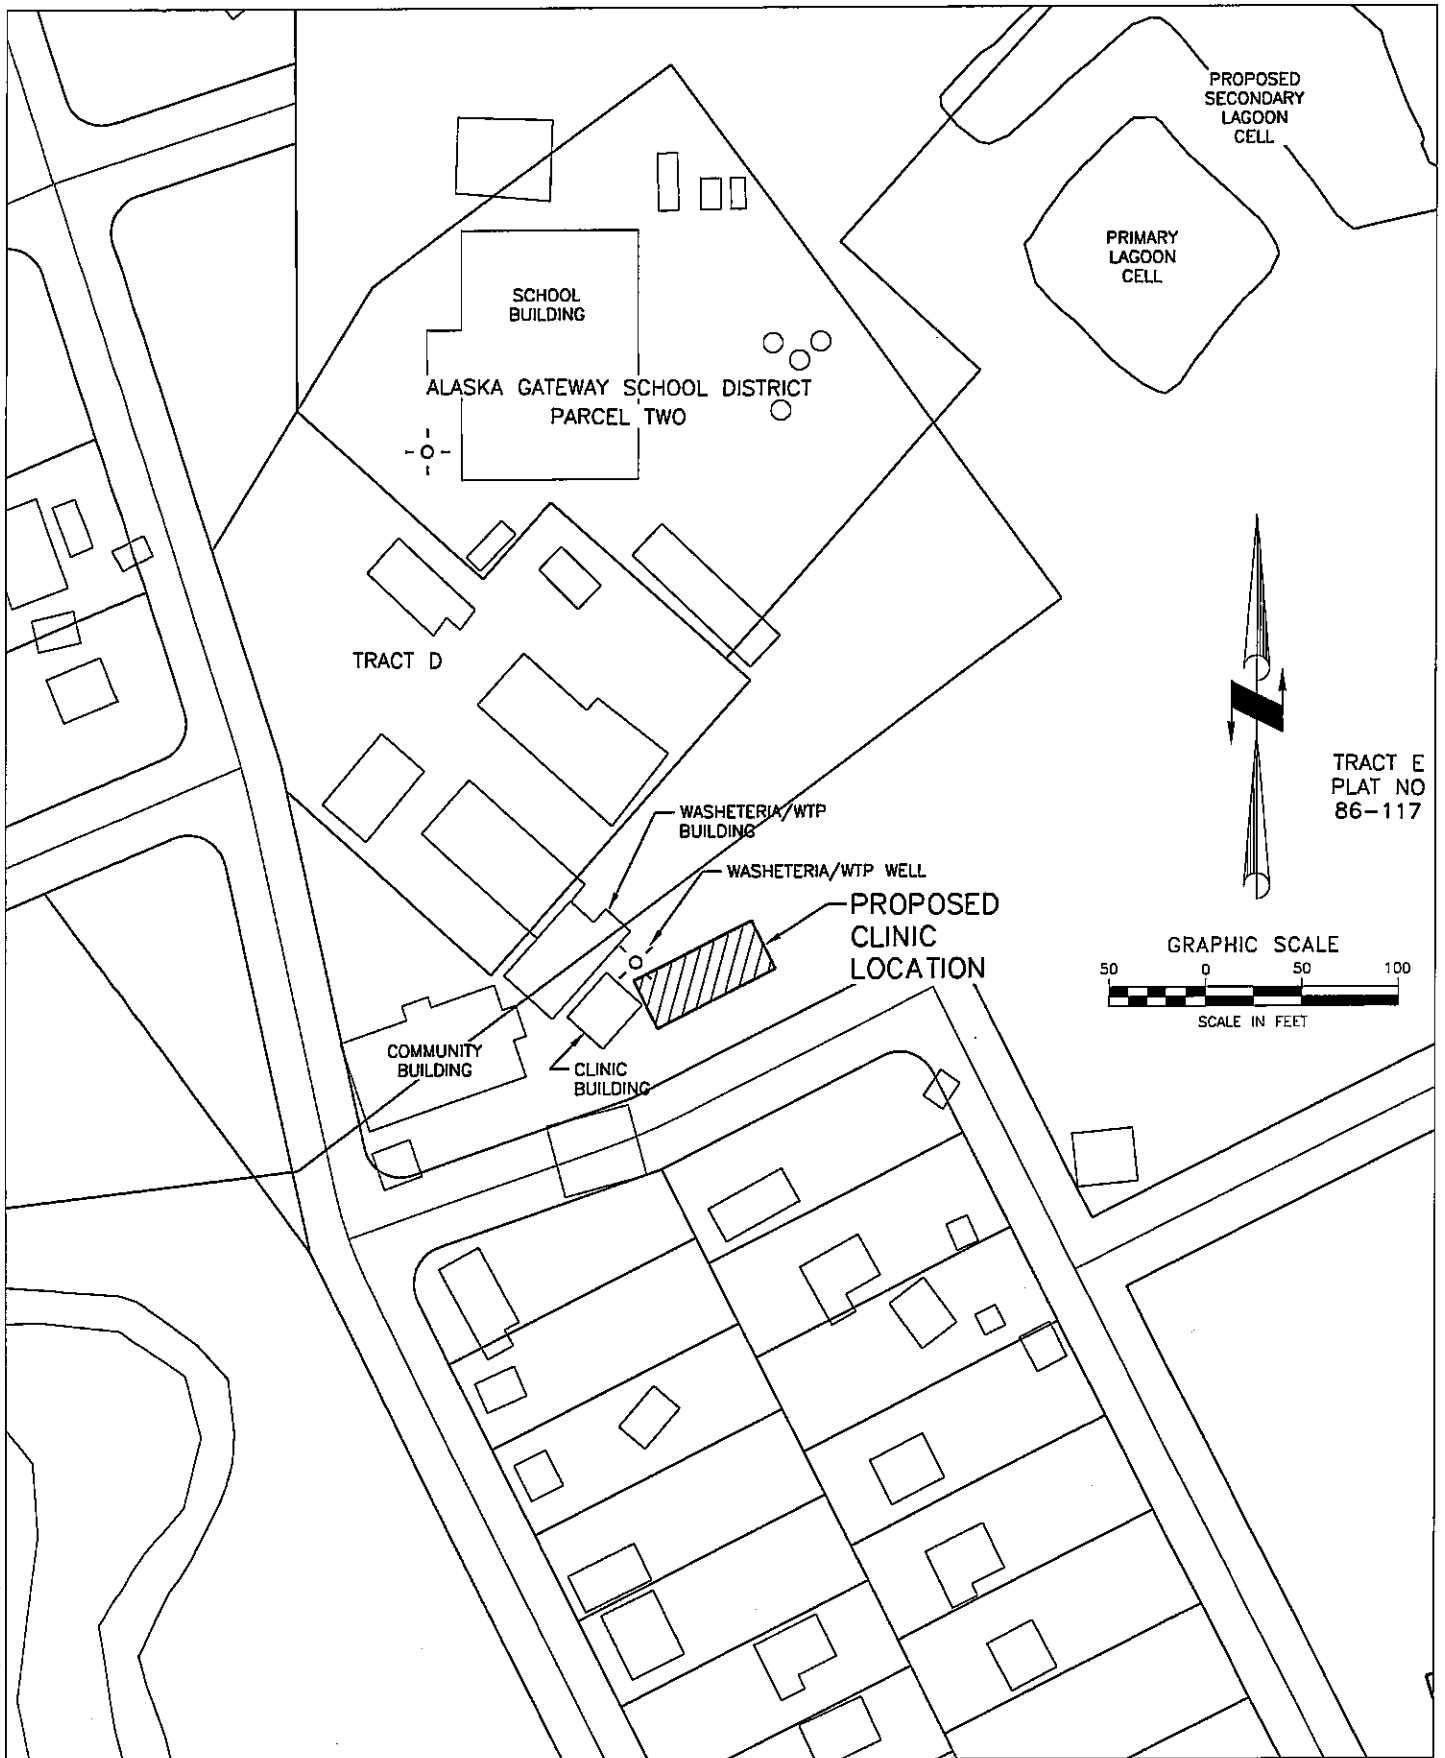 PROPOSED
SECONDARY
LAGOON
CELL
PRIMARY
LAGOON
CELL
SCHOOL
BUILDING
ALASKA GATEWAY SCHOOL DISTRICT
PARCEL TWO
TRACT D
TRACT E
PLAT NO
86-117
WASHETERIA/WTP
BUILDING
WASHETERIA/WTP WELL
PROPOSED
CLINIC
LOCATION
GRAPHIC SCALE
50 0 50 100
SCALE IN FEET
COMMUNITY
BUILDING
CLINIC
BUILDING